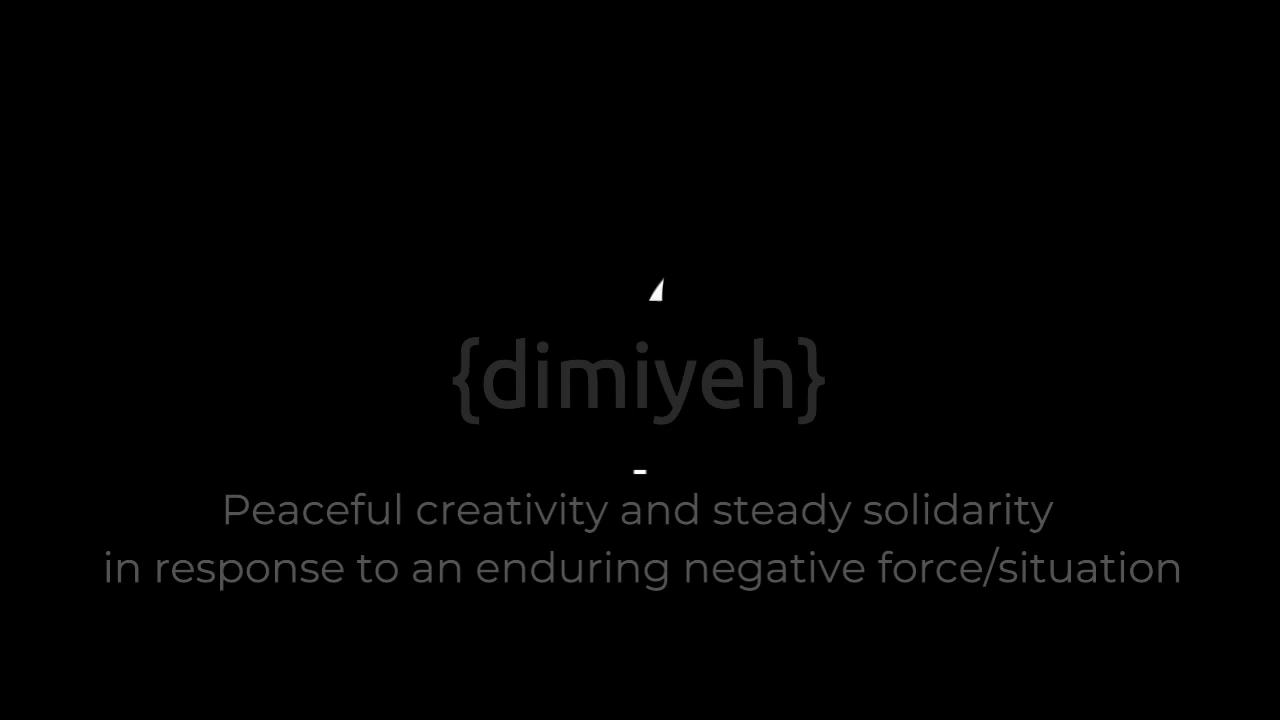 {dimiyeh}
Peaceful creativity and steady solidarity
in response to an enduring negative force/situation